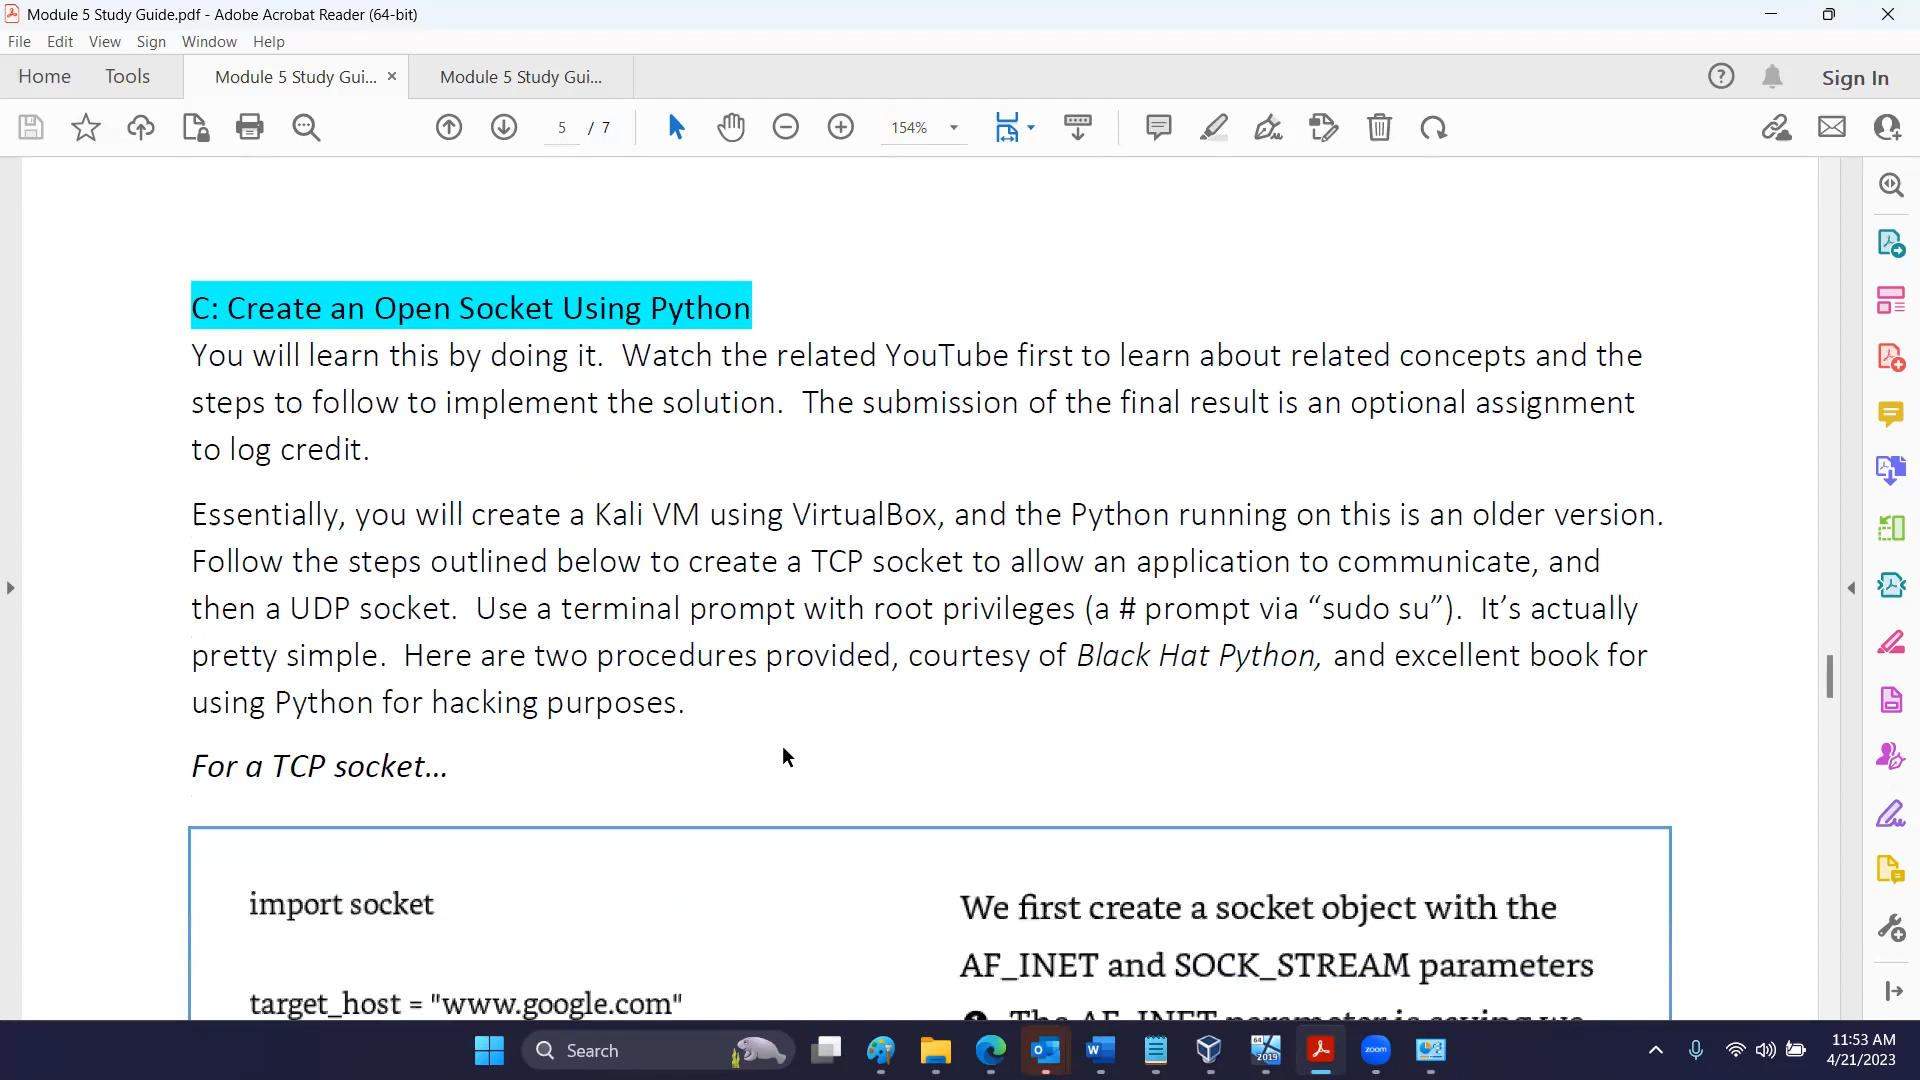 Module 5 Study Guide.pdf - Adobe Acrobat Reader (64-bit)
File Edit View Sign Window Help
Home Tools Module 5 Study Gui... × Module 5 Study Gui... Sign In
5 / 7 154%
C: Create an Open Socket Using Python
You will learn this by doing it. Watch the related YouTube first to learn about related concepts and the
steps to follow to implement the solution. The submission of the final result is an optional assignment
to log credit.
Essentially, you will create a Kali VM using VirtualBox, and the Python running on this is an older version.
Follow the steps outlined below to create a TCP socket to allow an application to communicate, and
then a UDP socket. Use a terminal prompt with root privileges (a # prompt via “sudo su”). It’s actually
pretty simple. Here are two procedures provided, courtesy of Black Hat Python, and excellent book for
using Python for hacking purposes.
For a TCP socket…
import socket
target_host = "www.google.com"
We first create a socket object with the
AF_INET and SOCK_STREAM parameters
The AF_INET parameter is saying we
Search
64
2019
zoom
11:53 AM
4/21/2023